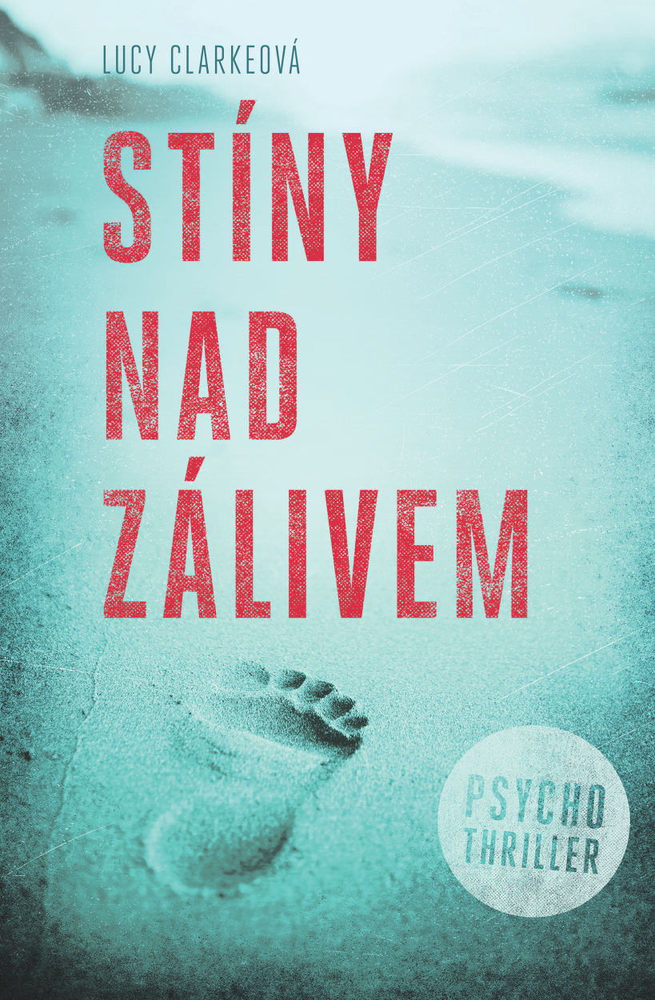 LUCY CLARKEOVÁ
STÍNY
NAD
ZÁLIVEM
PSYCHO
THRILLER